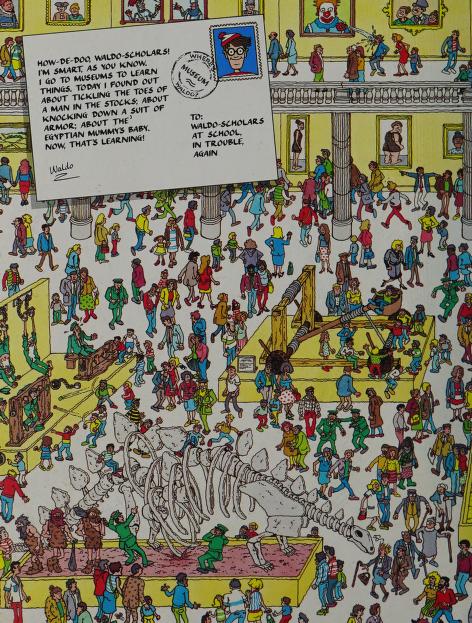 HOW-DE-DOO, WALDO-SCHOLARS!
I'M SMART, AS YOU KNOW.
I GO TO MUSEUMS TO LEARN
THINGS. TODAY I FOUND OUT
ABOUT TICKLING THE TOES OF
A MAN IN THE STOCKS; ABOUT
KNOCKING DOWN A SUIT OF
ARMOR; ABOUT THE
EGYPTIAN MUMMY'S BABY.
NOW, THAT'S LEARNING!
Waldo
WHERE'S
MUSEUM
WALDO?
TO:
WALDO-SCHOLARS
AT SCHOOL,
IN TROUBLE,
AGAIN